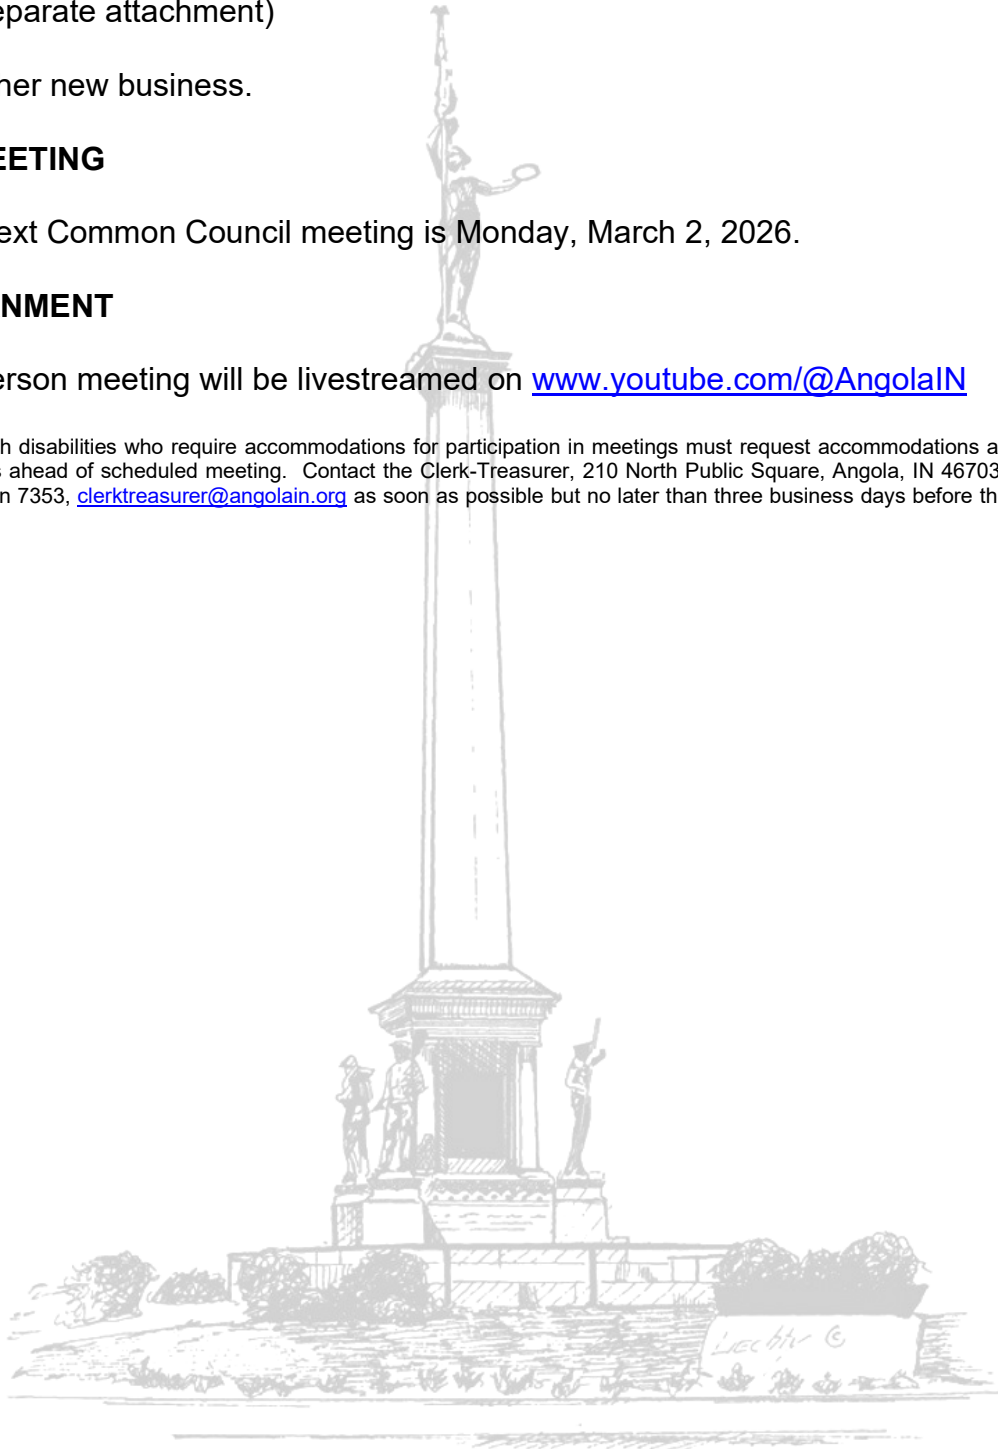 eparate attachment)
her new business.
EETING
ext Common Council meeting is Monday, March 2, 2026.
NMENT
erson meeting will be livestreamed on www.youtube.com/@AngolaIN
h disabilities who require accommodations for participation in meetings must request accommodations a
s ahead of scheduled meeting.  Contact the Clerk-Treasurer, 210 North Public Square, Angola, IN 46703
n 7353, clerktreasurer@angolain.org as soon as possible but no later than three business days before th
©